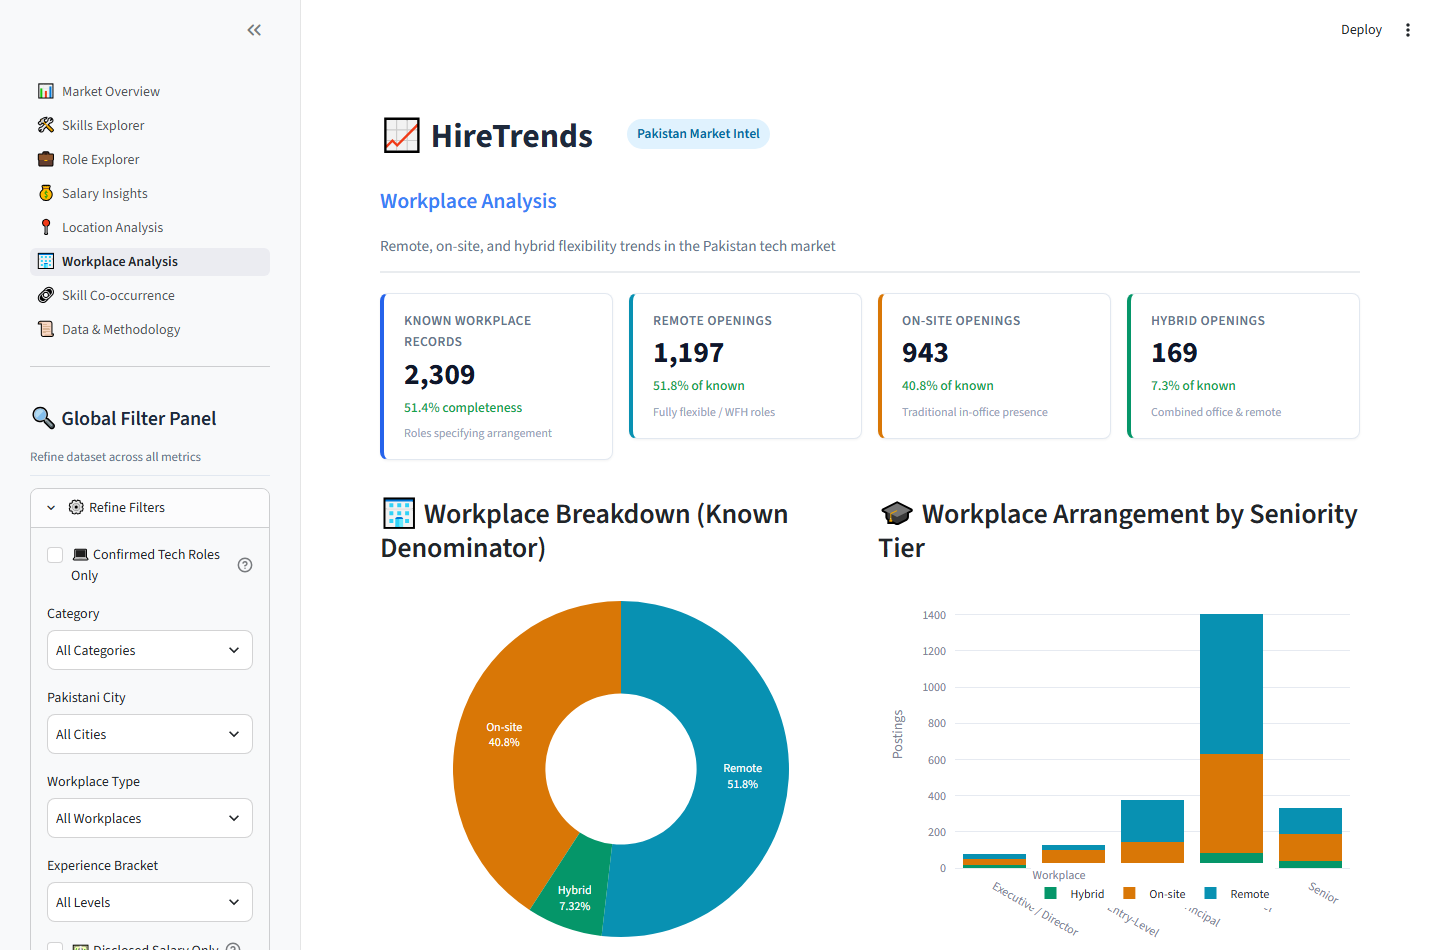 Deploy
Market Overview
Skills Explorer
Role Explorer
Salary Insights
Location Analysis
Workplace Analysis
Skill Co-occurrence
Data & Methodology
Global Filter Panel
Refine dataset across all metrics
Refine Filters
Confirmed Tech Roles
Only
Category
All Categories
Pakistani City
All Cities
Workplace Type
All Workplaces
Experience Bracket
All Levels
Disclosed Salary Only
HireTrends
Pakistan Market Intel
Workplace Analysis
Remote, on-site, and hybrid flexibility trends in the Pakistan tech market
KNOWN WORKPLACE
RECORDS
2,309
51.4% completeness
Roles specifying arrangement
REMOTE OPENINGS
1,197
51.8% of known
Fully flexible / WFH roles
ON-SITE OPENINGS
943
40.8% of known
Traditional in-office presence
HYBRID OPENINGS
169
7.3% of known
Combined office & remote
Workplace Breakdown (Known
Denominator)
On-site
40.8%
Remote
51.8%
Hybrid
7.32%
Workplace Arrangement by Seniority
Tier
Postings
1400
1200
1000
800
600
400
200
0
Workplace
Hybrid
On-site
Remote
Executive / Director
Senior